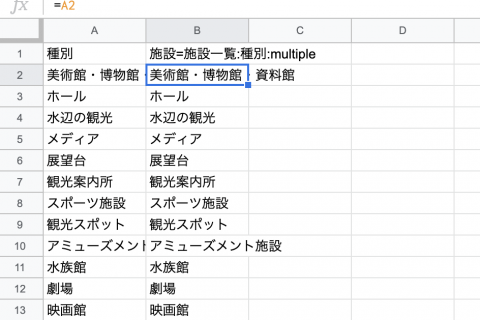 fx =A2
A B C D
1 種別 施設=施設一覧:種別:multiple
2 美術館・博物館・ 美術館・博物館・資料館
3 ホール ホール
4 水辺の観光 水辺の観光
5 メディア メディア
6 展望台 展望台
7 観光案内所 観光案内所
8 スポーツ施設 スポーツ施設
9 観光スポット 観光スポット
10 アミューズメント アミューズメント施設
11 水族館 水族館
12 劇場 劇場
13 映画館 映画館